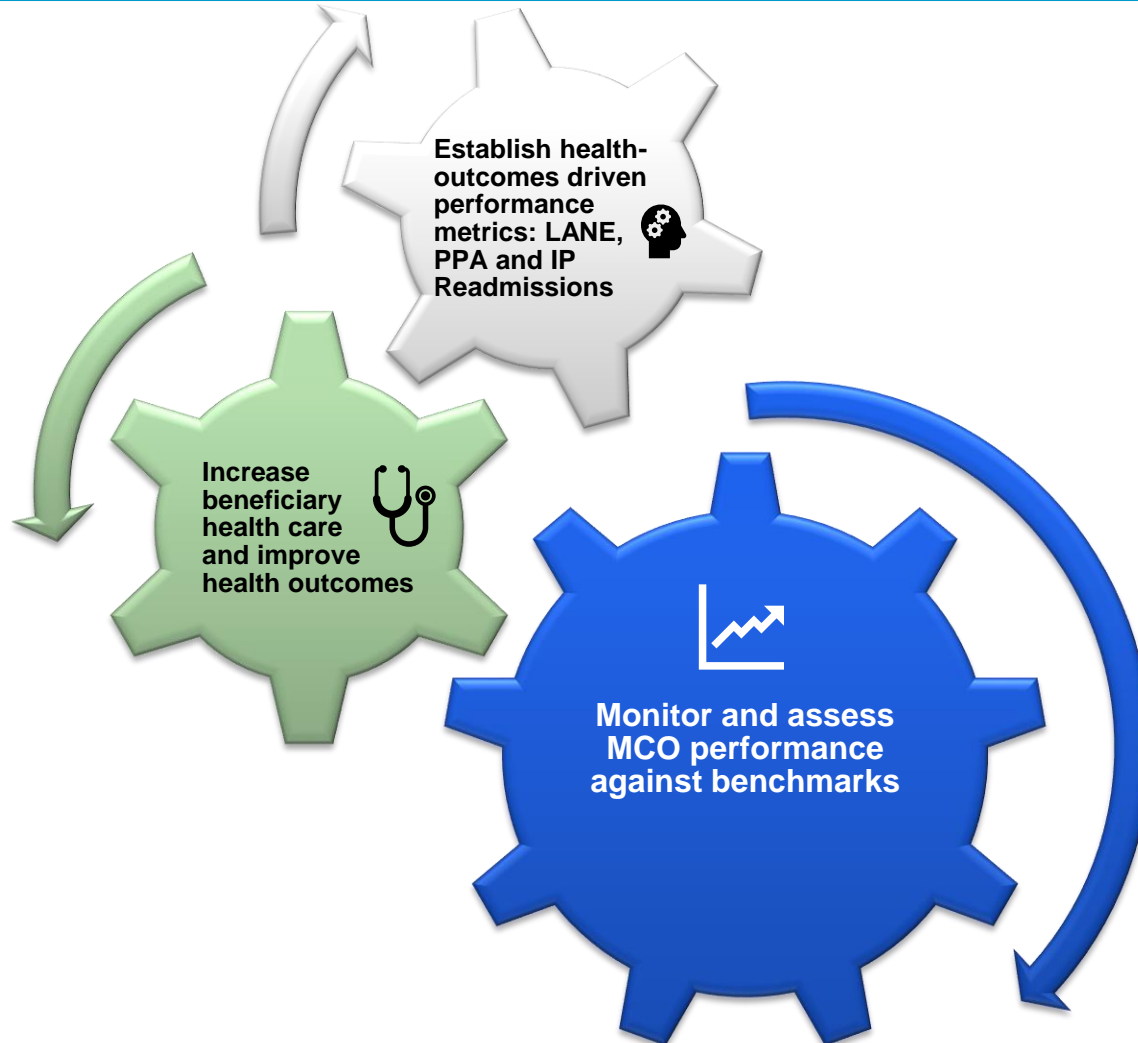 Establish health-
outcomes driven
performance
metrics: LANE,
PPA and IP
Readmissions
Increase
beneficiary
health care
and improve
health outcomes
Monitor and assess
MCO performance
against benchmarks